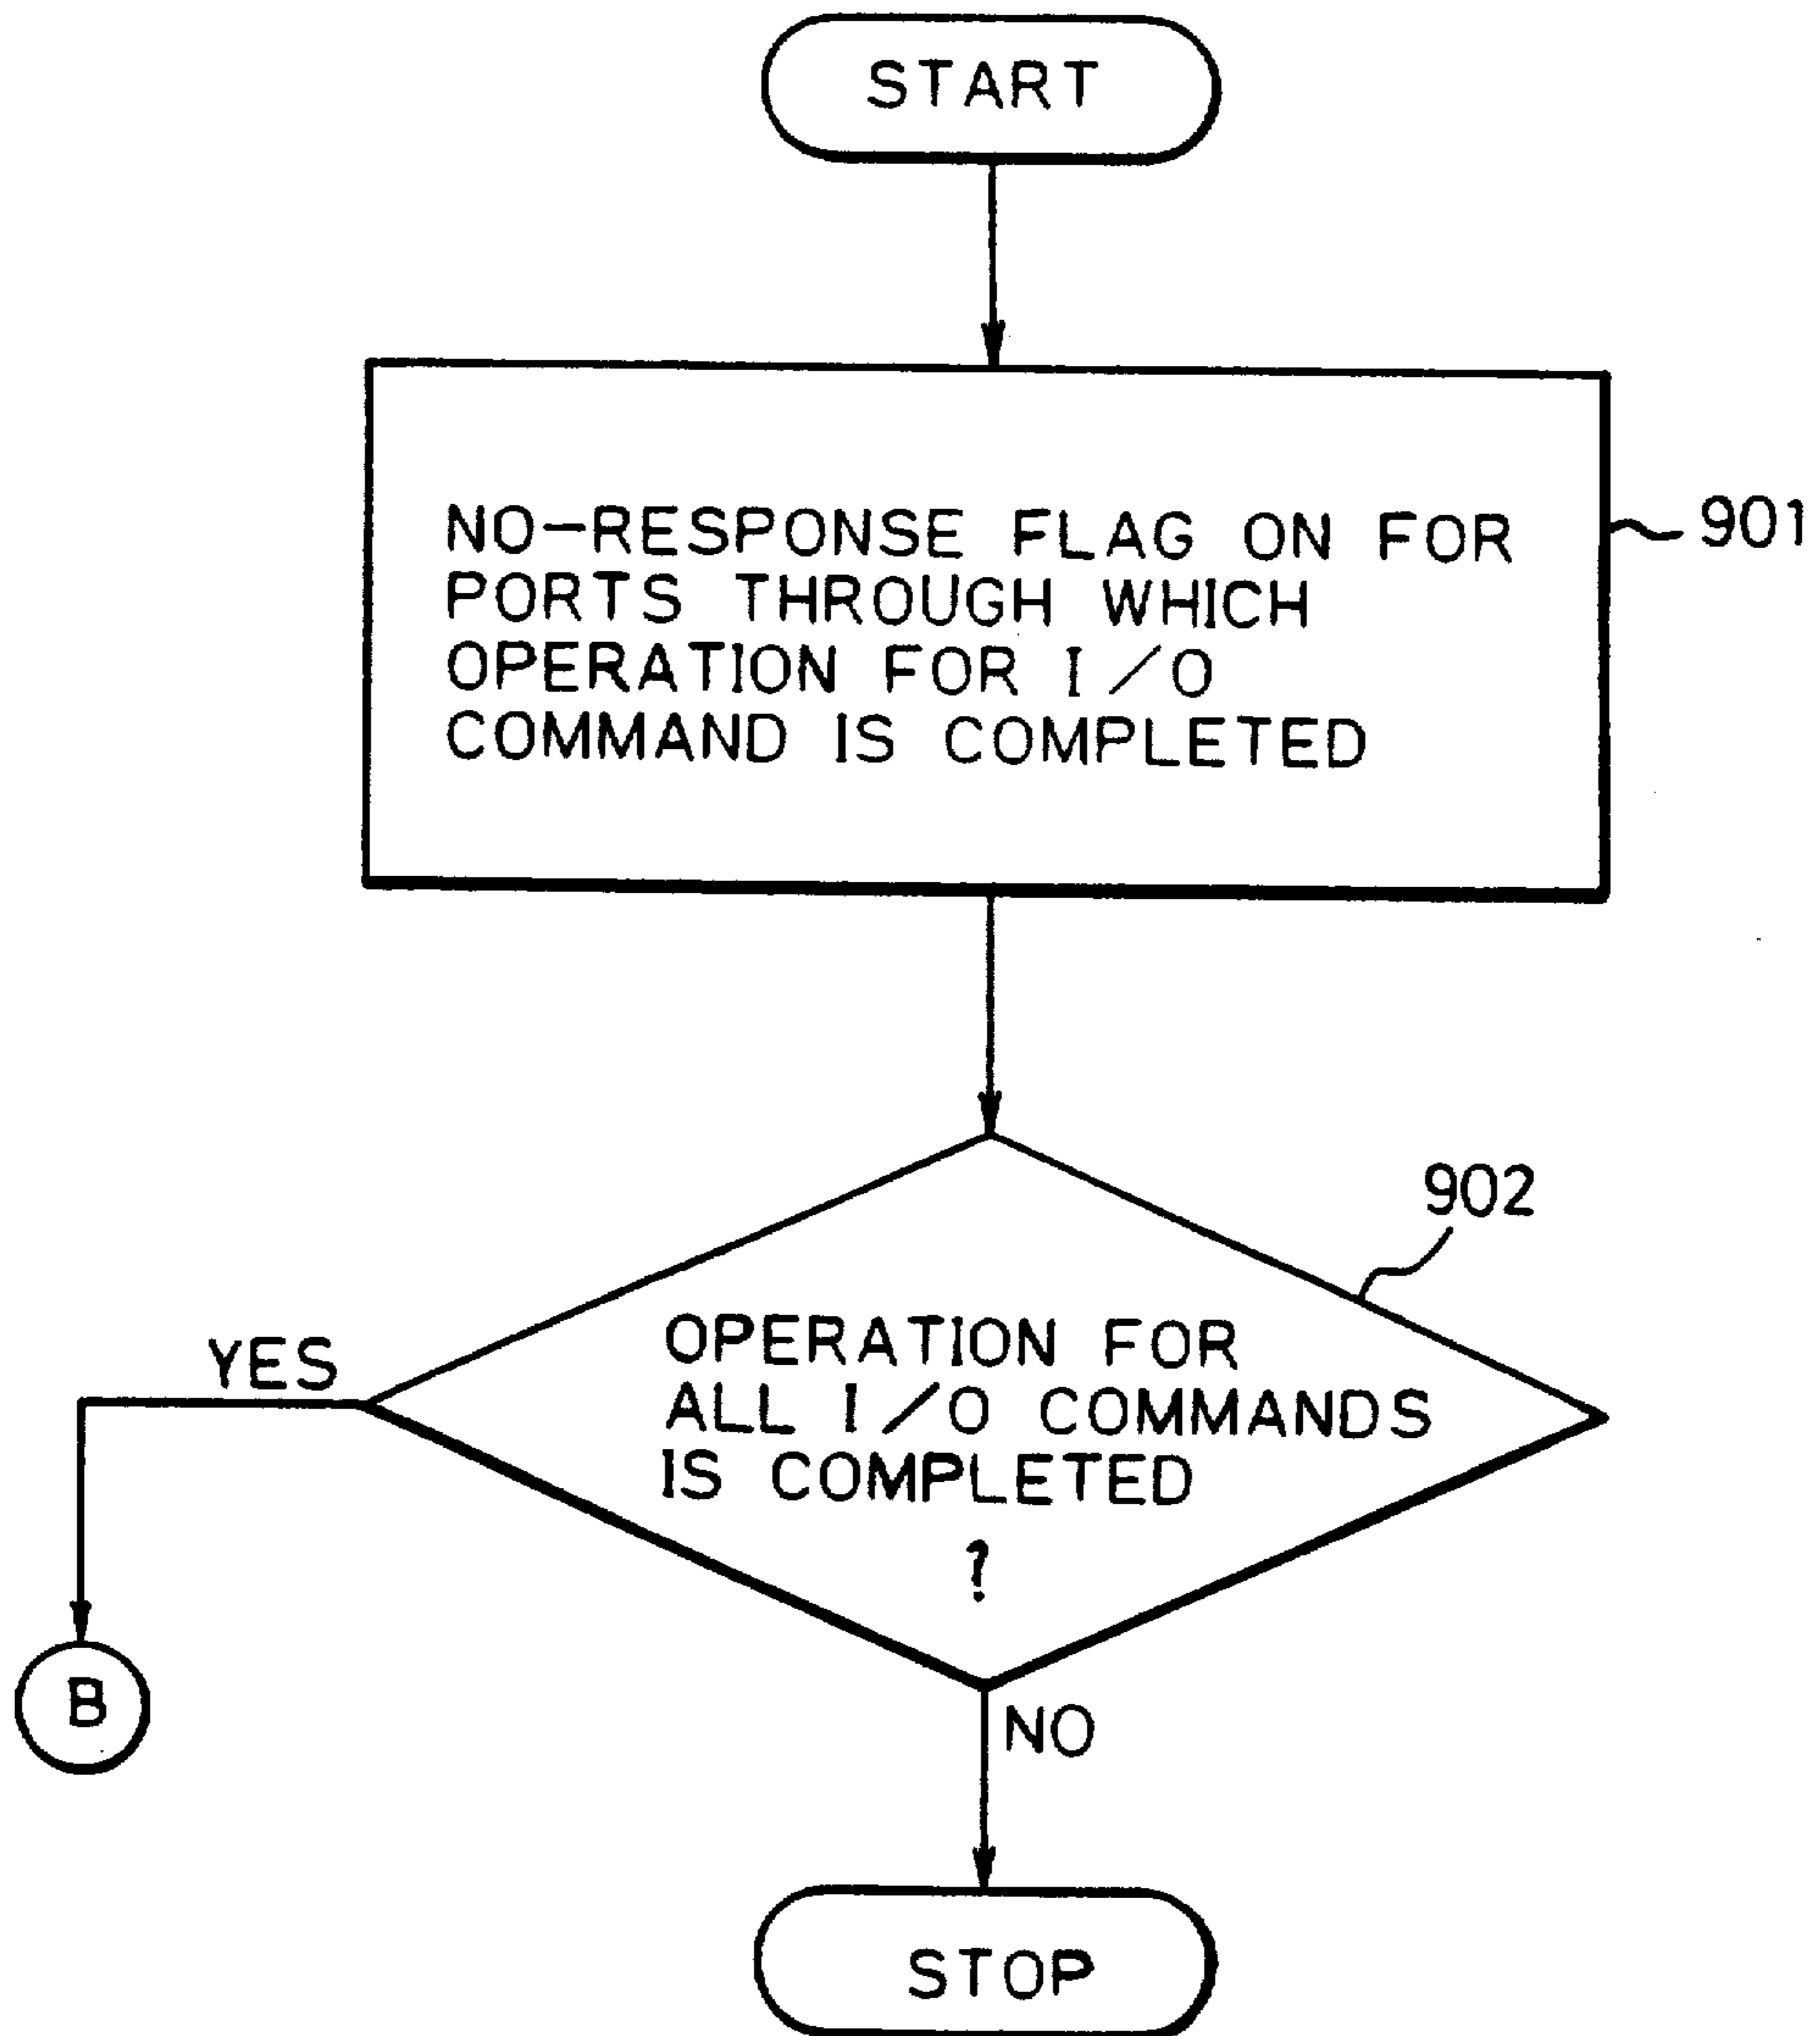 START
NO-RESPONSE FLAG ON FOR
PORTS THROUGH WHICH
OPERATION FOR I/O
COMMAND IS COMPLETED
901
902
OPERATION FOR
ALL I/O COMMANDS
IS COMPLETED
?
YES
B
NO
STOP